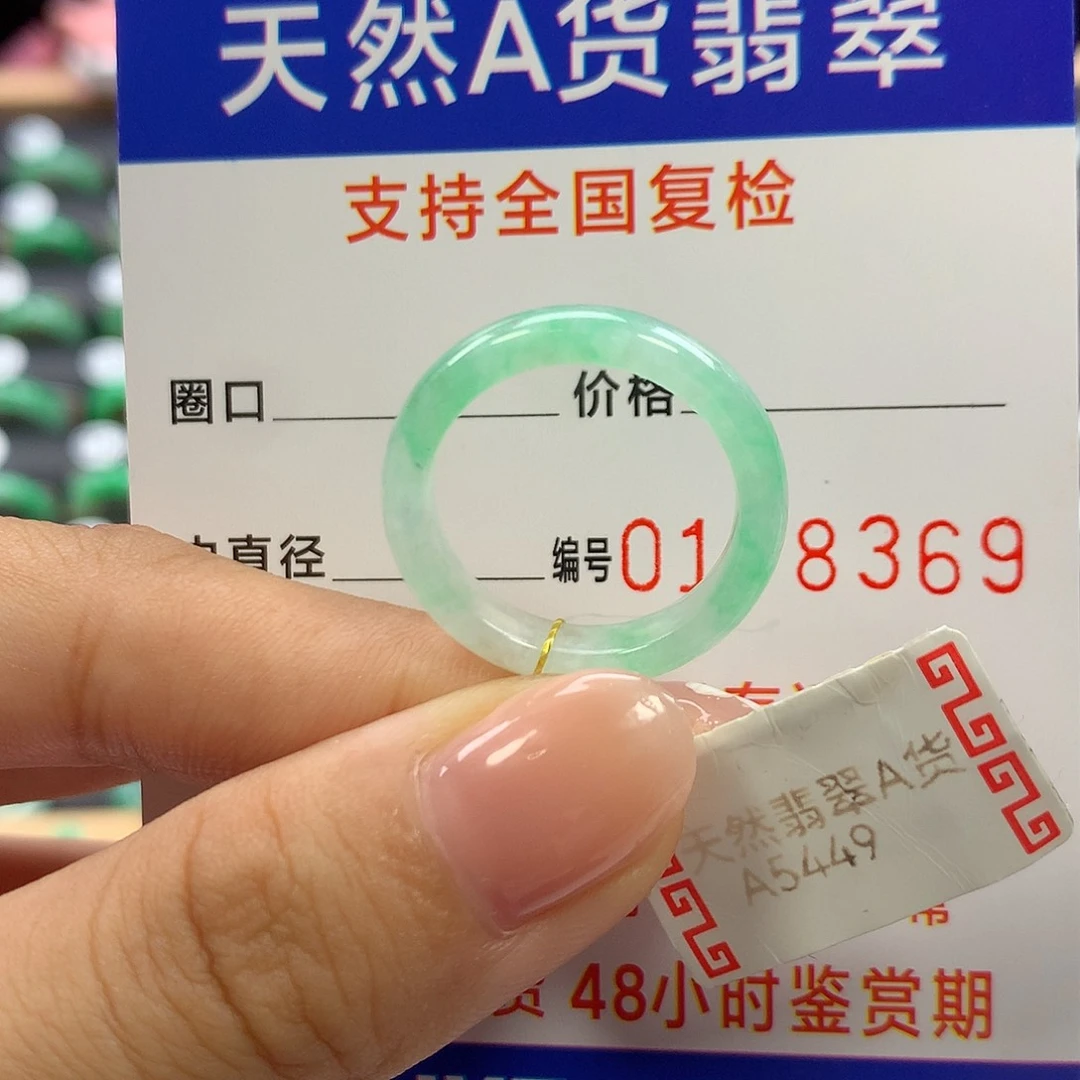 天然A货翡翠
支持全国复检
圈口 价格
直径 编号 01 8369
天然翡翠A货
A5449
48小时鉴赏期